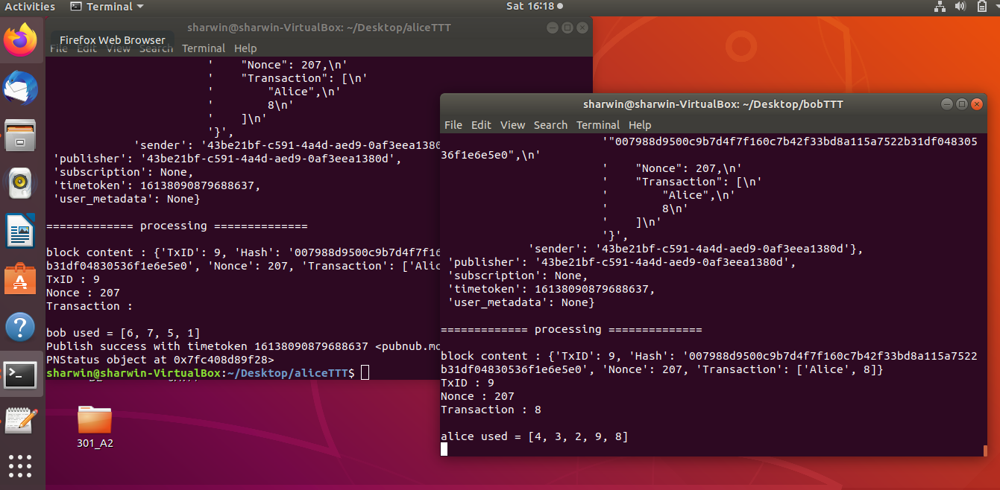 Activities Terminal Sat 16:18
sharwin@sharwin-VirtualBox: ~/Desktop/aliceTTT
Firefox Web Browser
File Edit View Search Terminal Help
'    "Nonce": 207,\n'
'    "Transaction": [\n'
'        "Alice",\n'
'        8\n'
'    ]\n'
'}',
'sender': '43be21bf-c591-4a4d-aed9-0af3eea1380
'publisher': '43be21bf-c591-4a4d-aed9-0af3eea1380d',
'subscription': None,
'timetoken': 16138090879688637,
'user_metadata': None}
============= processing ==============
block content : {'TxID': 9, 'Hash': '007988d9500c9b7d4f7f16
b31df04830536f1e6e5e0', 'Nonce': 207, 'Transaction': ['Alic
TxID : 9
Nonce : 207
Transaction :
bob used = [6, 7, 5, 1]
Publish success with timetoken 16138090879688637 <pubnub.mo
PNStatus object at 0x7fc408d89f28>
sharwin@sharwin-VirtualBox:~/Desktop/aliceTTT$
301_A2
sharwin@sharwin-VirtualBox: ~/Desktop/bobTTT
File Edit View Search Terminal Help
'"007988d9500c9b7d4f7f160c7b42f33bd8a115a7522b31df048305
36f1e6e5e0",\n'
'    "Nonce": 207,\n'
'    "Transaction": [\n'
'        "Alice",\n'
'        8\n'
'    ]\n'
'}',
'sender': '43be21bf-c591-4a4d-aed9-0af3eea1380d'},
'publisher': '43be21bf-c591-4a4d-aed9-0af3eea1380d',
'subscription': None,
'timetoken': 16138090879688637,
'user_metadata': None}
============= processing ==============
block content : {'TxID': 9, 'Hash': '007988d9500c9b7d4f7f160c7b42f33bd8a115a7522
b31df04830536f1e6e5e0', 'Nonce': 207, 'Transaction': ['Alice', 8]}
TxID : 9
Nonce : 207
Transaction : 8
alice used = [4, 3, 2, 9, 8]